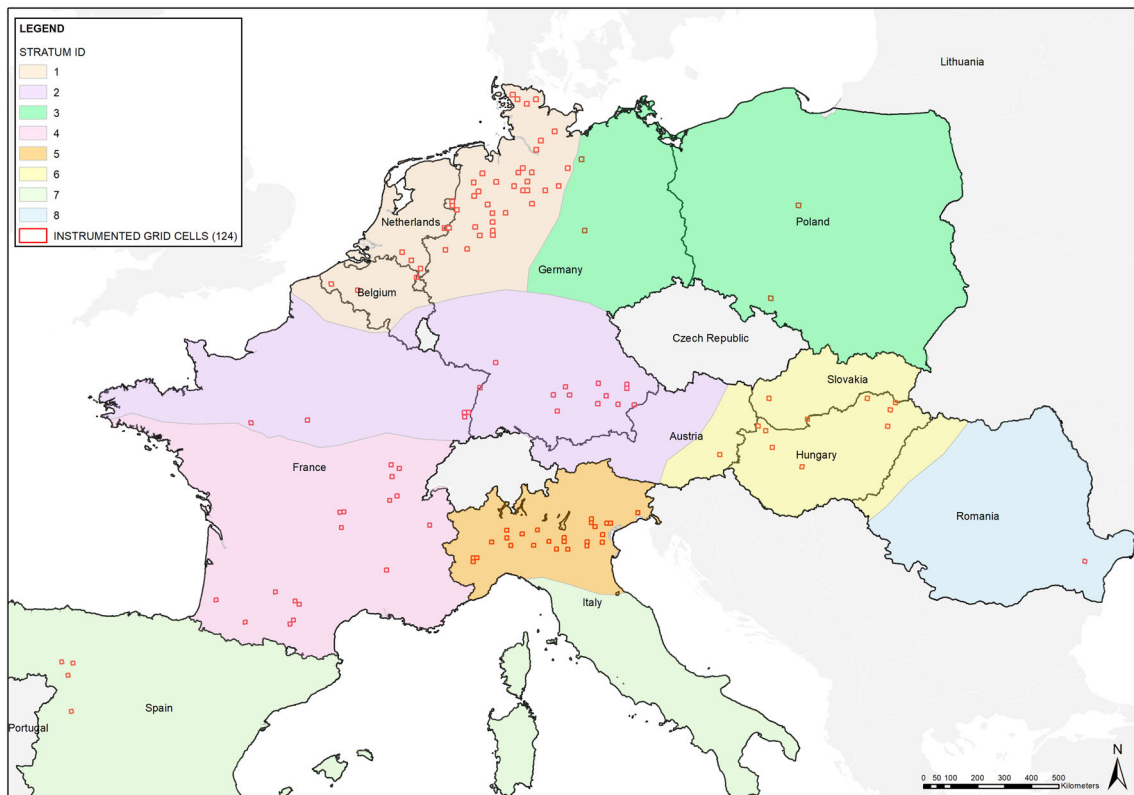 LEGEND
STRATUM ID
1
2
3
4
5
6
7
8
INSTRUMENTED GRID CELLS (124)
Lithuania
Netherlands
Poland
Germany
Belgium
Czech Republic
Slovakia
Austria
Hungary
France
Romania
Italy
Spain
Portugal
N
0 50 100 200 300 400 500
Kilometers